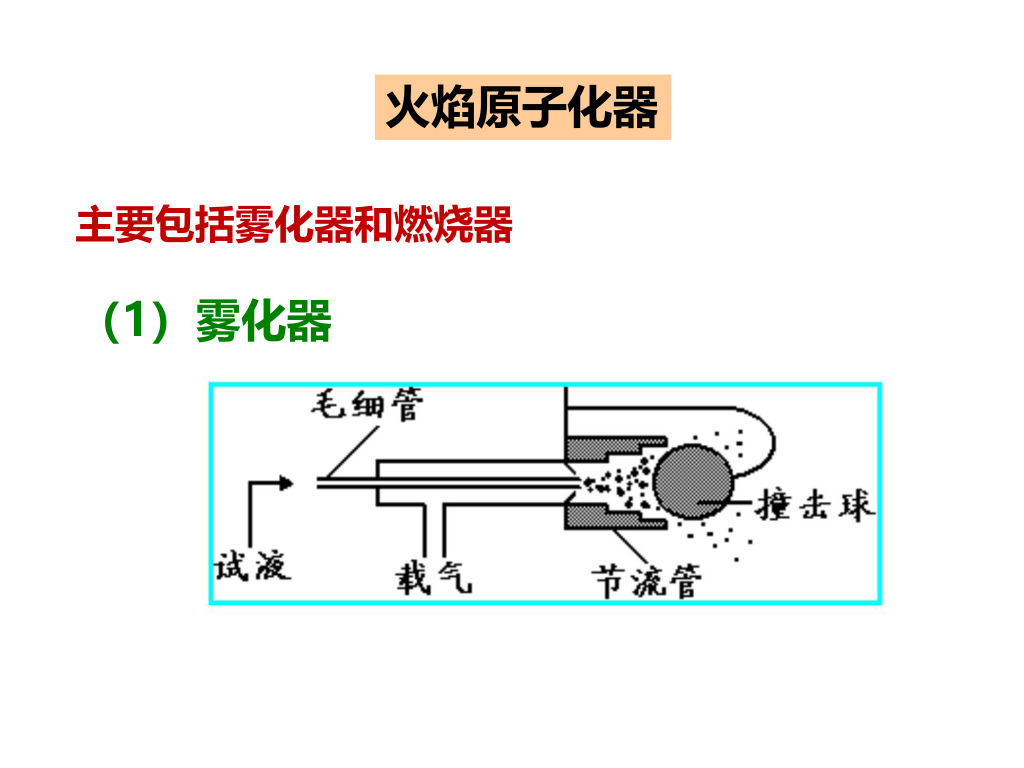 火焰原子化器
主要包括雾化器和燃烧器
（1）雾化器
毛细管
撞击球
试液
载气
节流管